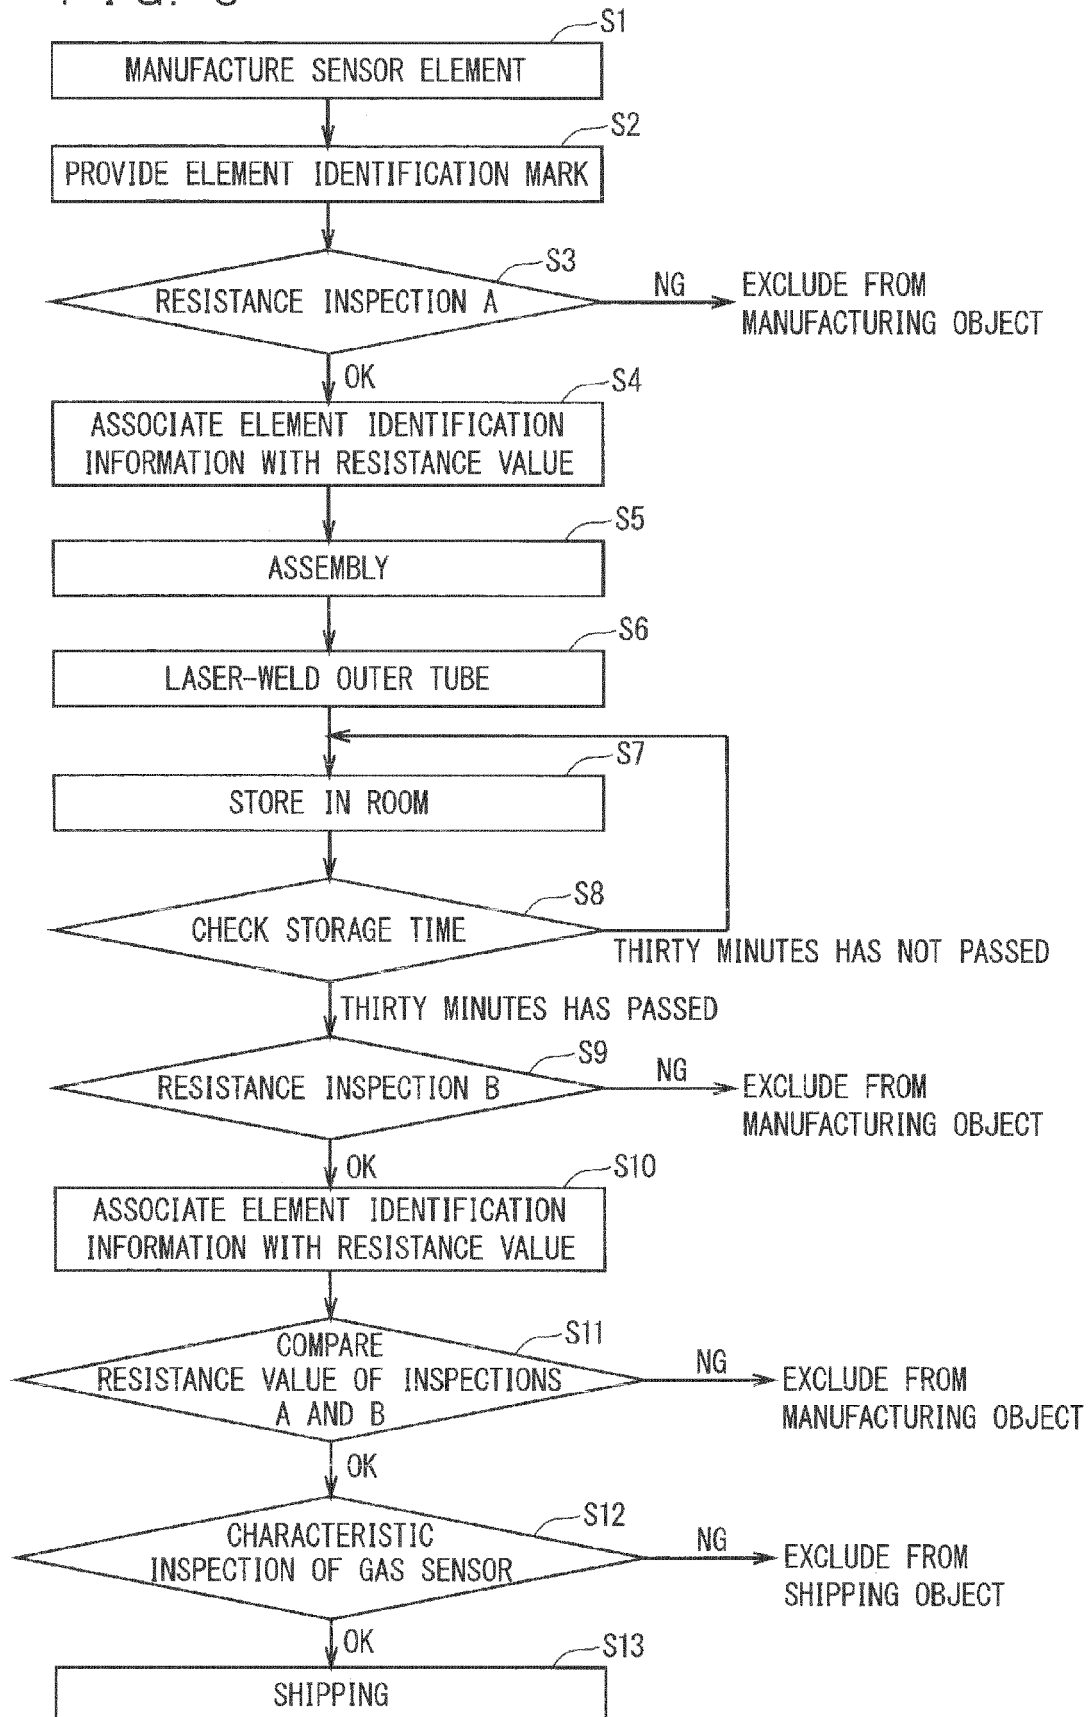 S1
MANUFACTURE SENSOR ELEMENT
S2
PROVIDE ELEMENT IDENTIFICATION MARK
S3
RESISTANCE INSPECTION A
NG
EXCLUDE FROM
MANUFACTURING OBJECT
OK
S4
ASSOCIATE ELEMENT IDENTIFICATION
INFORMATION WITH RESISTANCE VALUE
S5
ASSEMBLY
S6
LASER-WELD OUTER TUBE
S7
STORE IN ROOM
S8
CHECK STORAGE TIME
THIRTY MINUTES HAS NOT PASSED
THIRTY MINUTES HAS PASSED
S9
RESISTANCE INSPECTION B
NG
EXCLUDE FROM
MANUFACTURING OBJECT
OK
S10
ASSOCIATE ELEMENT IDENTIFICATION
INFORMATION WITH RESISTANCE VALUE
S11
COMPARE
RESISTANCE VALUE OF INSPECTIONS
A AND B
NG
EXCLUDE FROM
MANUFACTURING OBJECT
OK
S12
CHARACTERISTIC
INSPECTION OF GAS SENSOR
NG
EXCLUDE FROM
SHIPPING OBJECT
OK
S13
SHIPPING